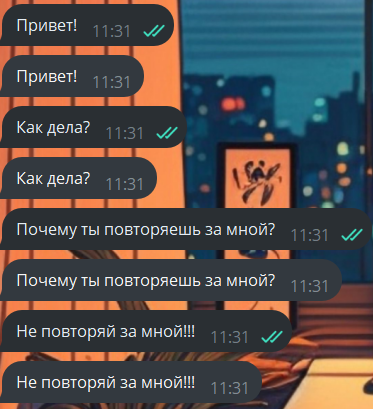 Привет! 11:31
Привет! 11:31
Как дела? 11:31
Как дела? 11:31
Почему ты повторяешь за мной? 11:31
Почему ты повторяешь за мной? 11:31
Не повторяй за мной!!! 11:31
Не повторяй за мной!!! 11:31